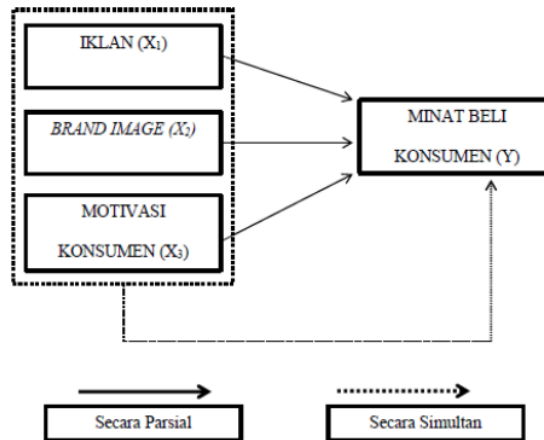 IKLAN (X₁)
BRAND IMAGE (X₂)
MOTIVASI
KONSUMEN (X₃)
MINAT BELI
KONSUMEN (Y)
Secara Parsial
Secara Simultan